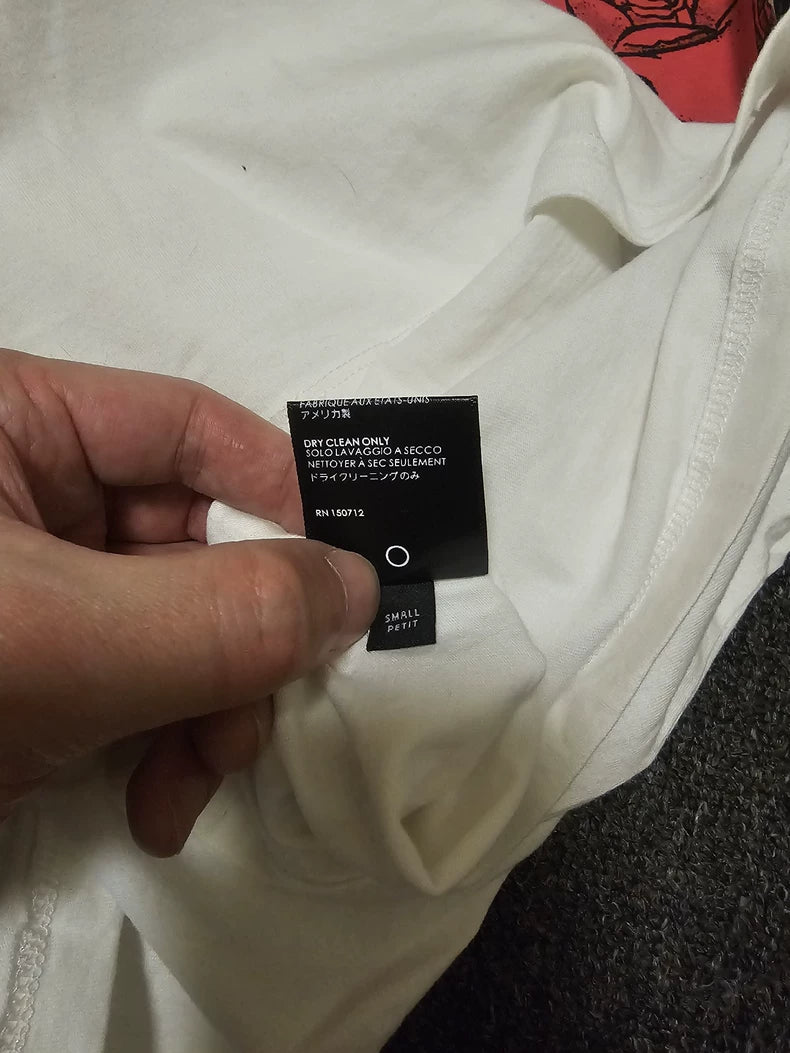 FABRIQUE AUX ETATS-UNIS
アメリカ製
DRY CLEAN ONLY
SOLO LAVAGGIO A SECCO
NETTOYER À SEC SEULEMENT
ドライクリーニングのみ
RN 150712
SMALL
PETIT